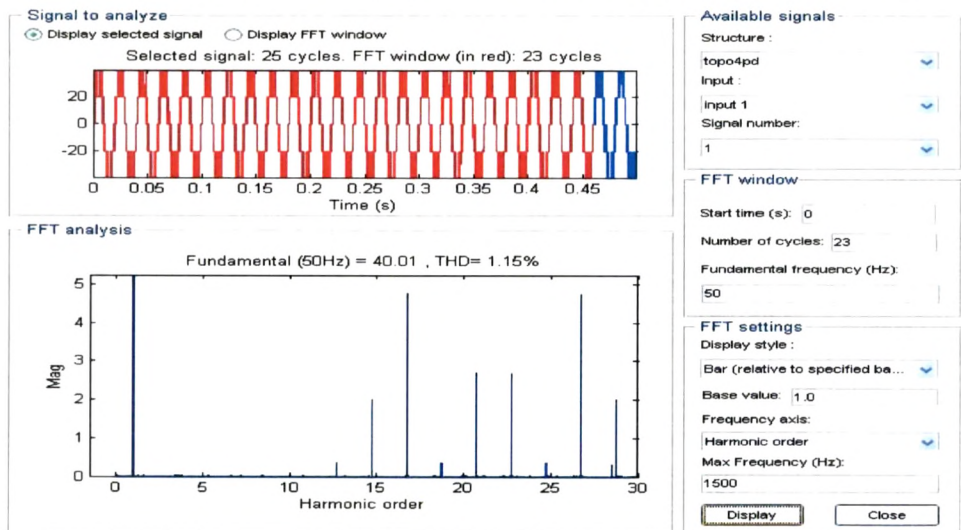 Signal to analyze
Display selected signal
Display FFT window
Selected signal: 25 cycles. FFT window (in red): 23 cycles
20
0
-20
0 0.05 0.1 0.15 0.2 0.25 0.3 0.35 0.4 0.45
Time (s)
FFT analysis
Fundamental (50Hz) = 40.01 , THD= 1.15%
5
4
3
2
1
0
Mag
0 5 10 15 20 25 30
Harmonic order
Available signals
Structure :
topo4pd
Input :
input 1
Signal number:
1
FFT window
Start time (s): 0
Number of cycles: 23
Fundamental frequency (Hz):
50
FFT settings
Display style :
Bar (relative to specified ba...
Base value: 1.0
Frequency axis:
Harmonic order
Max Frequency (Hz):
1500
Display
Close